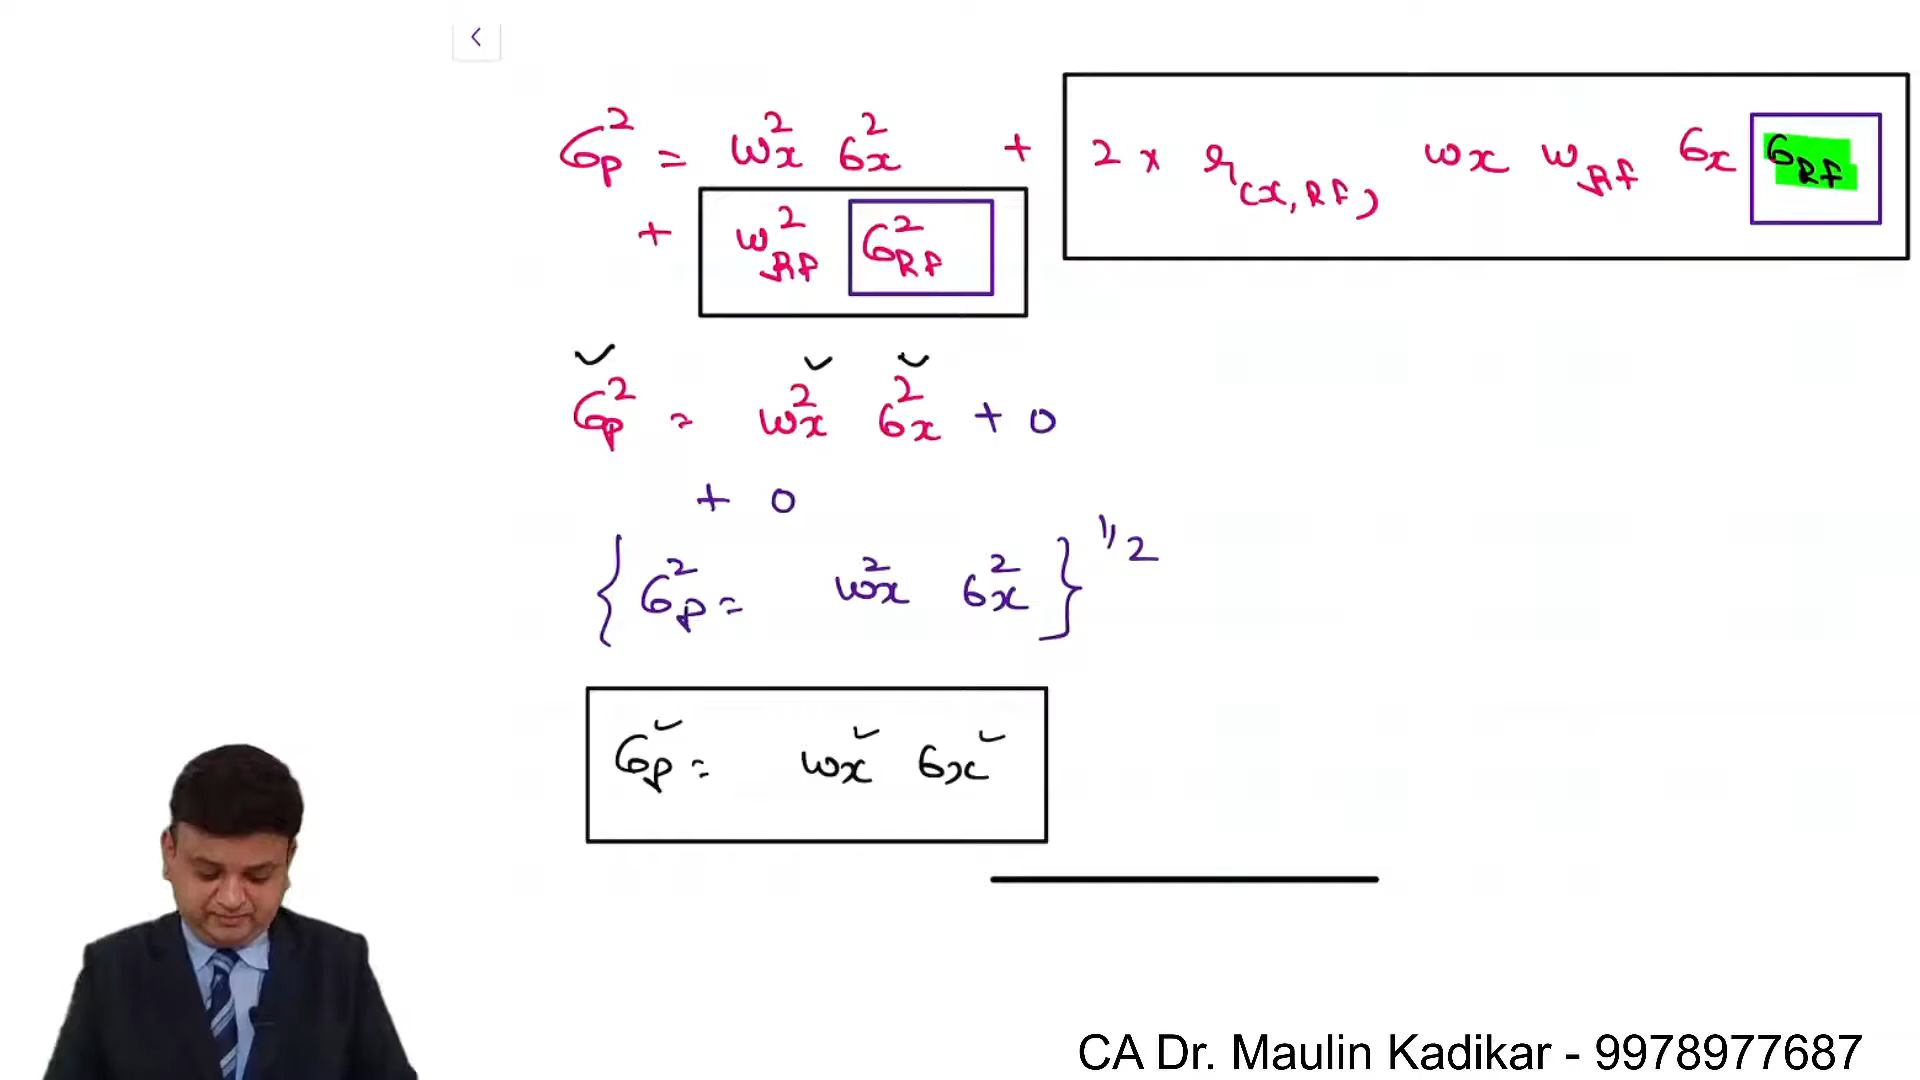 σp² = wx² σx² + 2 × r(x,RF) wx wRF σx σRF
+ wRF² σRF²
σp² = wx² σx² + 0
+ 0
{ σp² = wx² σx² }^1/2
σp = wx σx
CA Dr. Maulin Kadikar - 9978977687